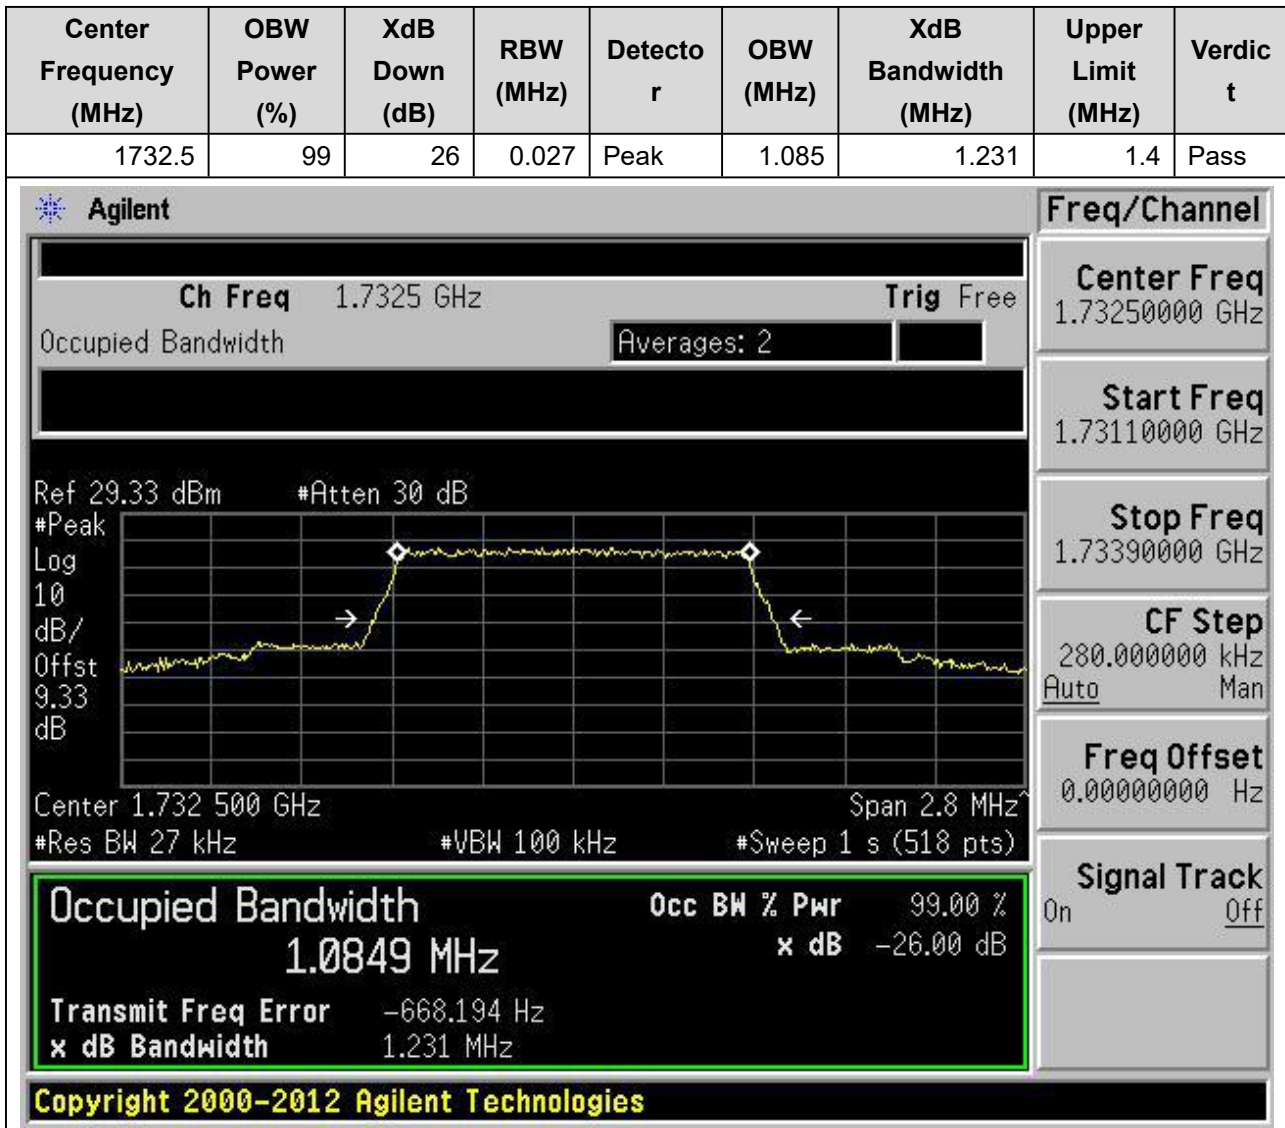 Center Frequency (MHz) OBW Power (%) XdB Down (dB) RBW (MHz) Detecto r OBW (MHz) XdB Bandwidth (MHz) Upper Limit (MHz) Verdic t
1732.5 99 26 0.027 Peak 1.085 1.231 1.4 Pass
Agilent
Freq/Channel
Ch Freq 1.7325 GHz Trig Free
Occupied Bandwidth Averages: 2
Center Freq
1.73250000 GHz
Start Freq
1.73110000 GHz
Stop Freq
1.73390000 GHz
CF Step
280.000000 kHz
Auto Man
Freq Offset
0.00000000 Hz
Signal Track
On Off
Ref 29.33 dBm #Atten 30 dB
#Peak
Log
10
dB/
Offst
9.33
dB
Center 1.732 500 GHz Span 2.8 MHz^
#Res BW 27 kHz #VBW 100 kHz #Sweep 1 s (518 pts)
Occupied Bandwidth Occ BW % Pwr 99.00 %
1.0849 MHz x dB -26.00 dB
Transmit Freq Error -668.194 Hz
x dB Bandwidth 1.231 MHz
Copyright 2000-2012 Agilent Technologies